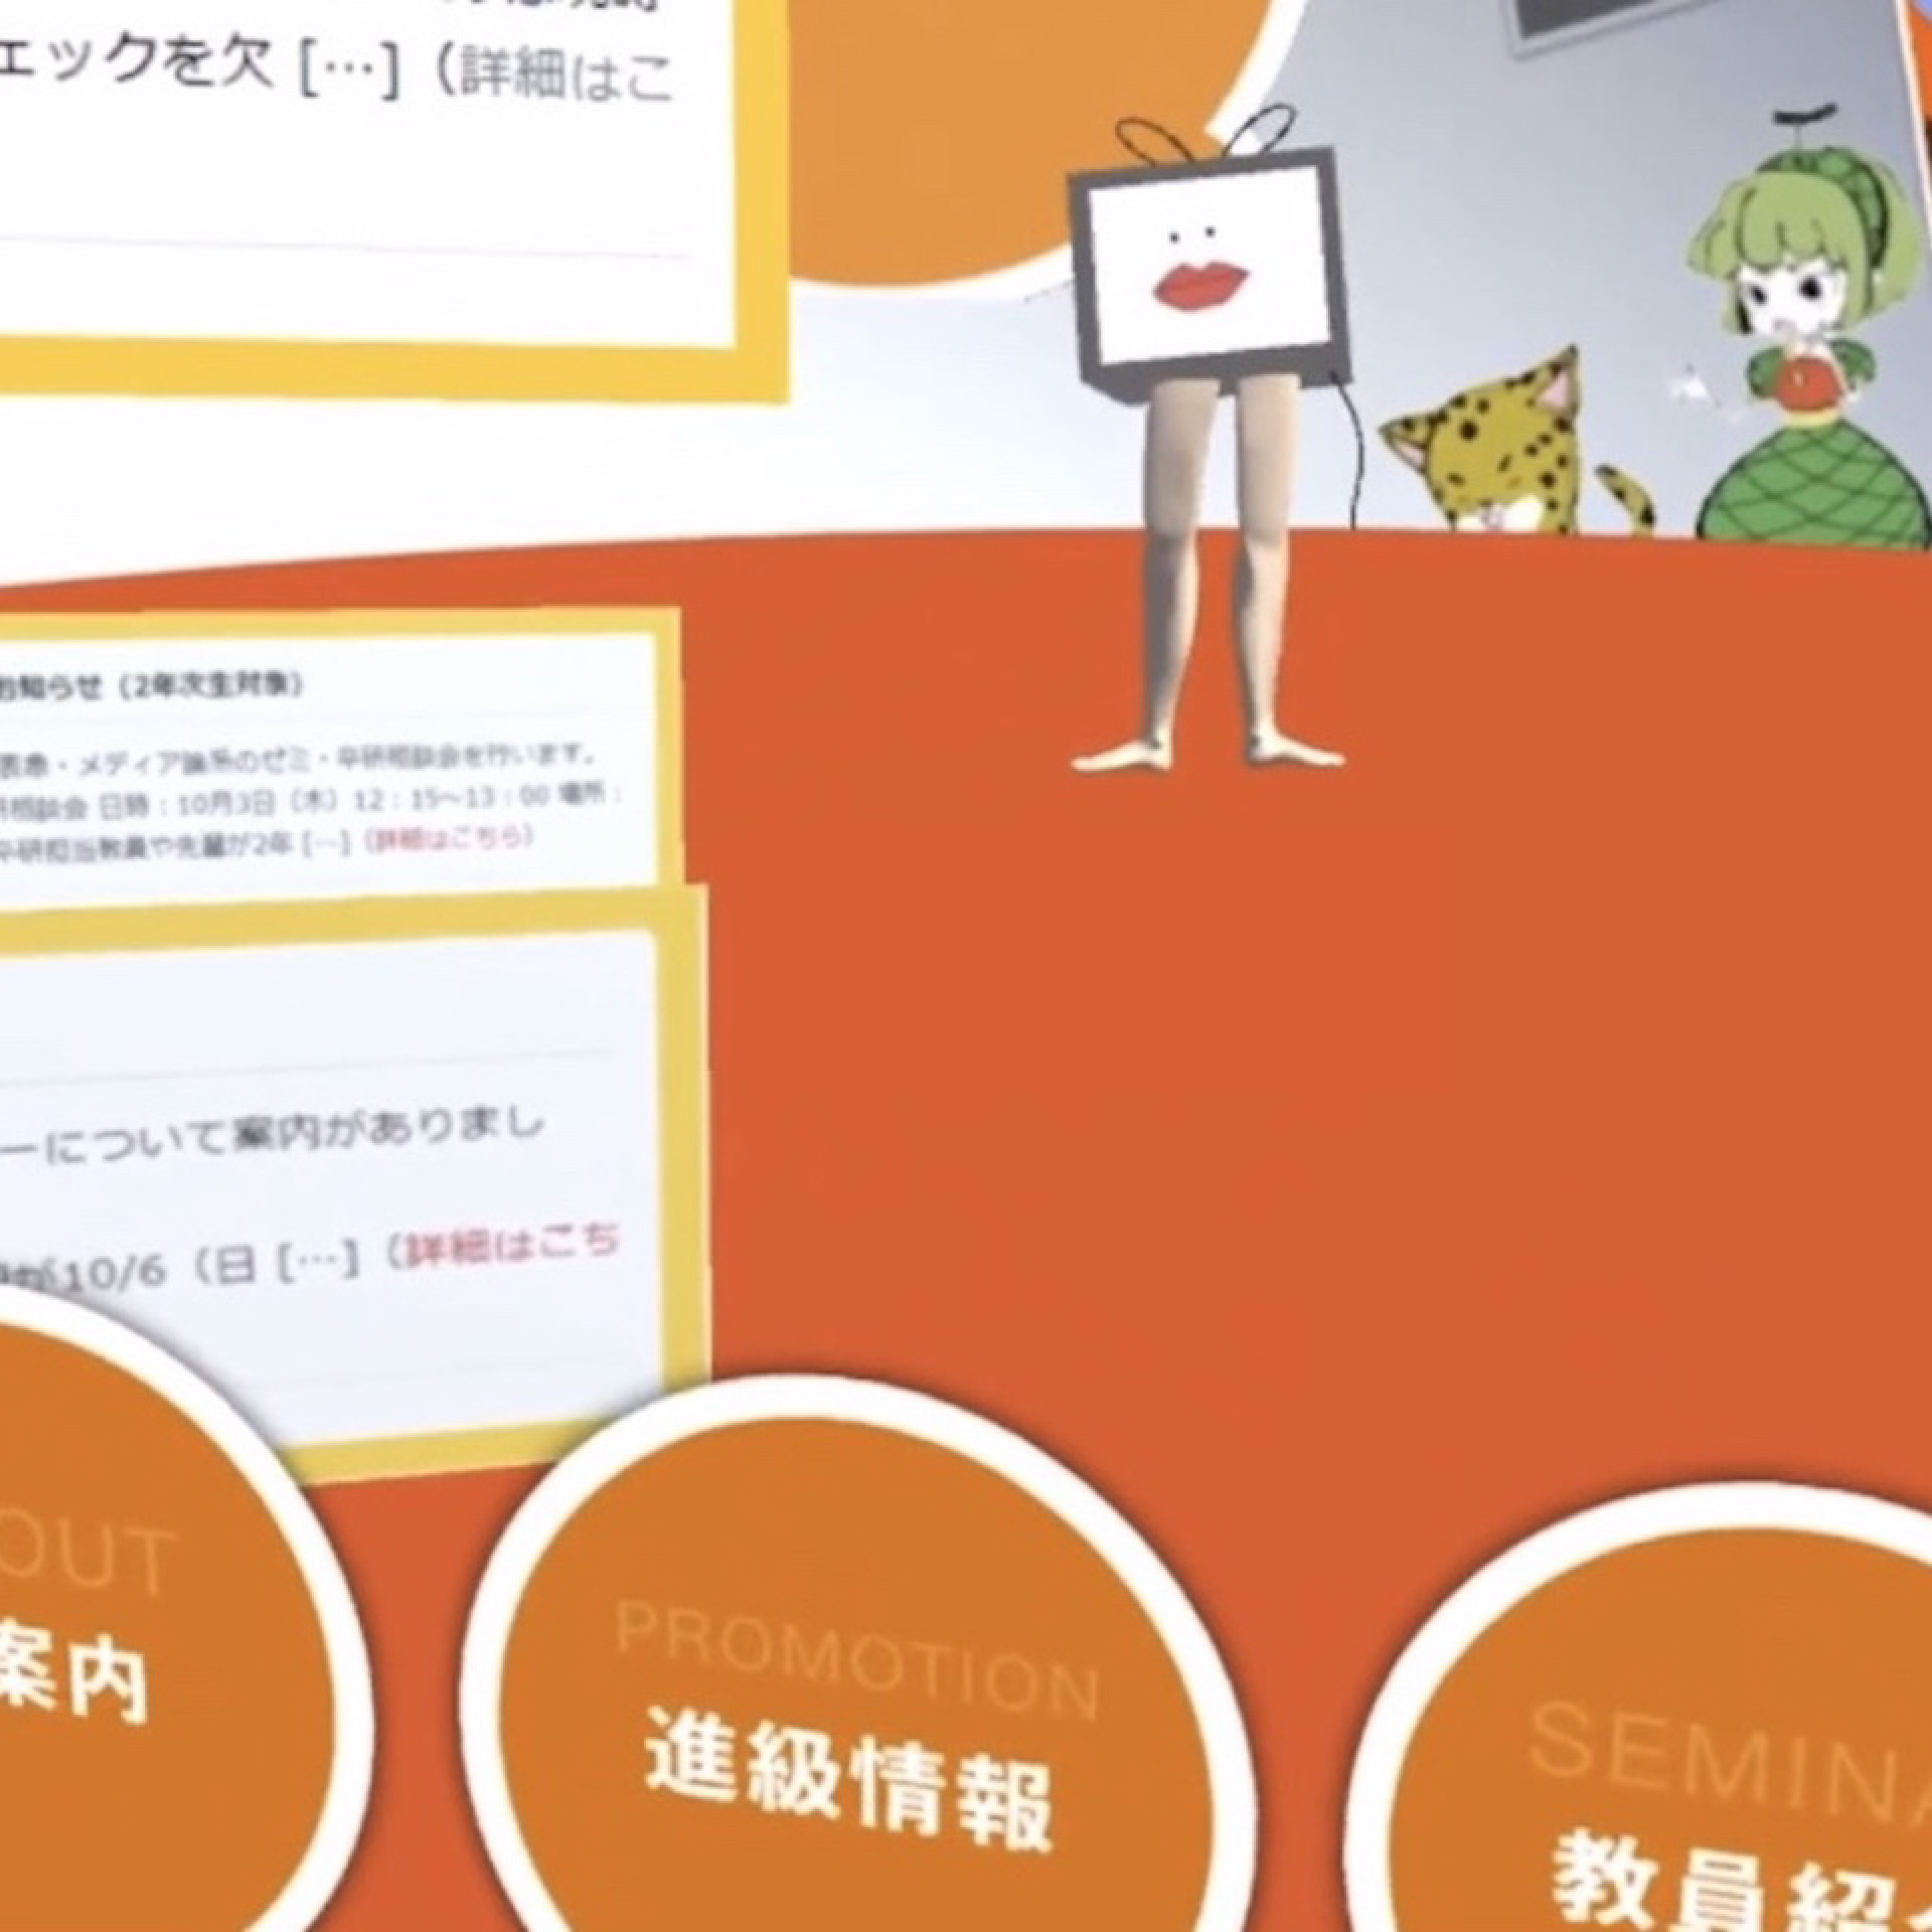 ェックを欠 […]（詳細はこ
お知らせ（2年次生対象）
表象・メディア論系のゼミ・卒研相談会を行います。
相談会 日時：10月3日（木）12：15〜13：00 場所：
卒研担当教員や先輩が2年 […]（詳細はこちら）
ーについて案内がありまし
10/6（日 […]（詳細はこち
OUT
案内
PROMOTION
進級情報
SEMINA
教員紹